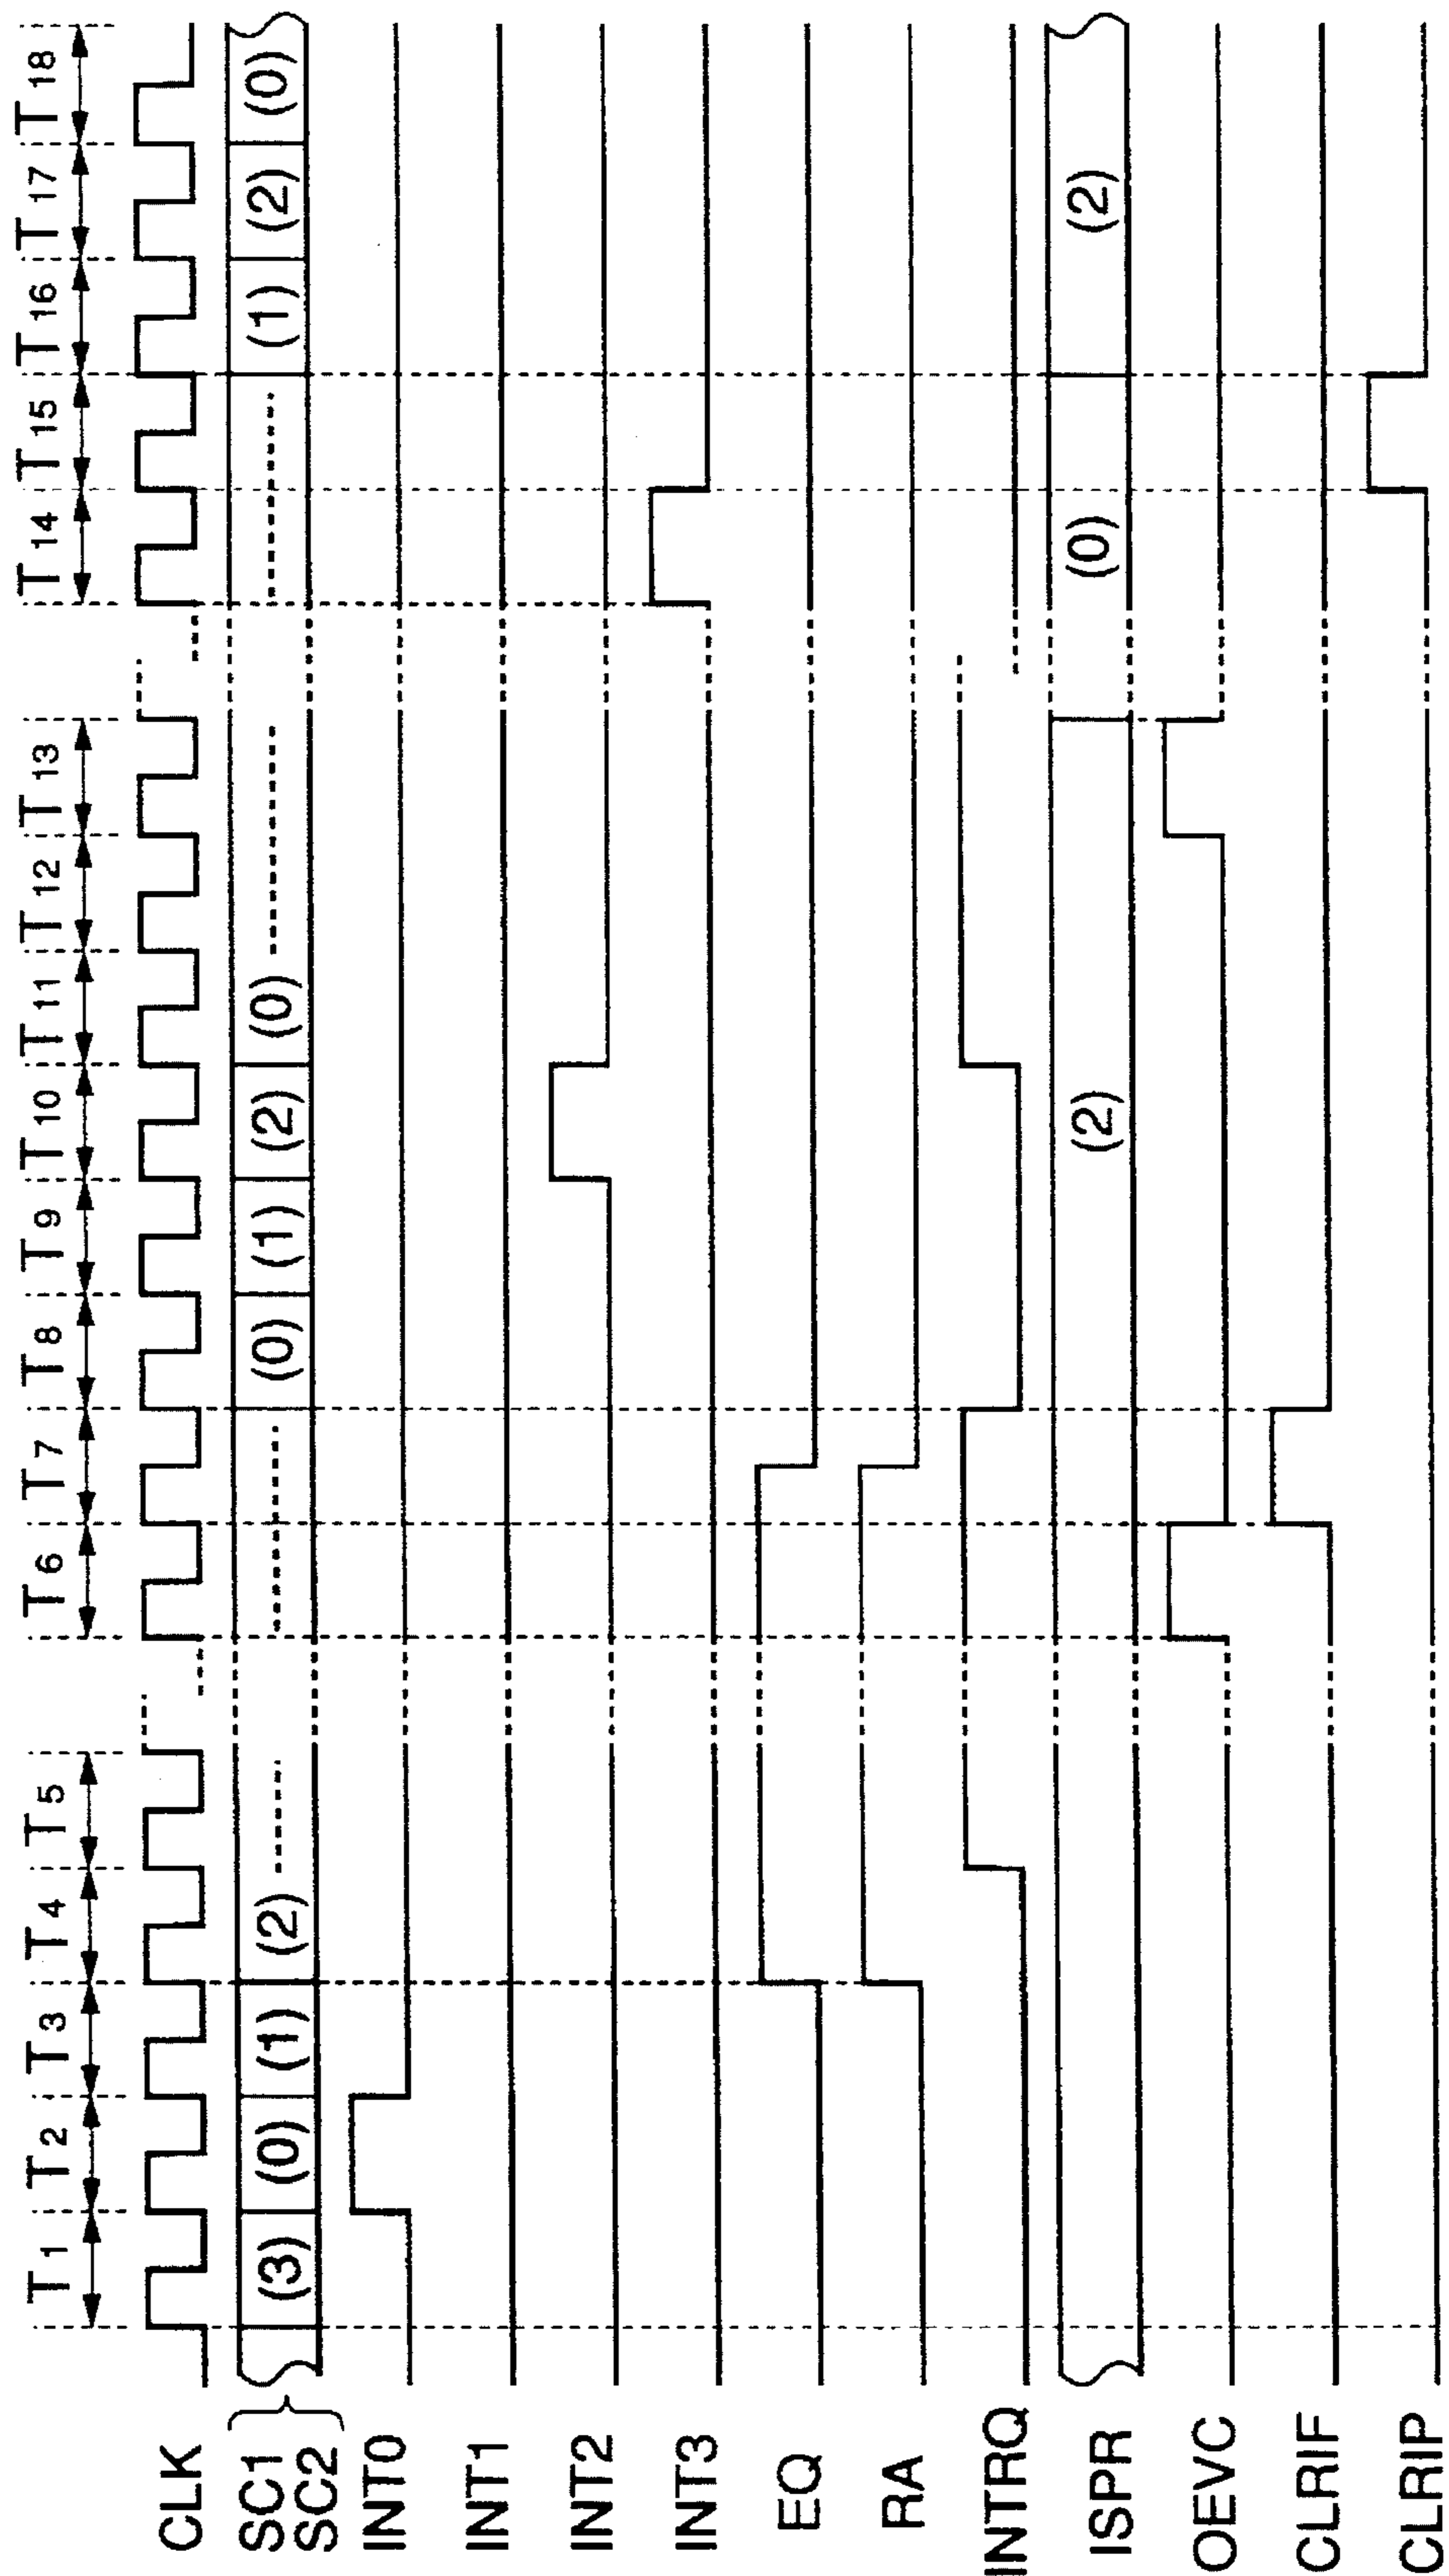 T1 T2 T3 T4 T5 T6 T7 T8 T9 T10 T11 T12 T13 T14 T15 T16 T17 T18
CLK
SC1 (3) (0) (1) (2) (0) (1) (2) (0) (1) (2) (0)
SC2
INT0
INT1
INT2
INT3
EQ
RA
INTRQ
ISPR (2) (0) (2)
OEVC
CLRIF
CLRIP